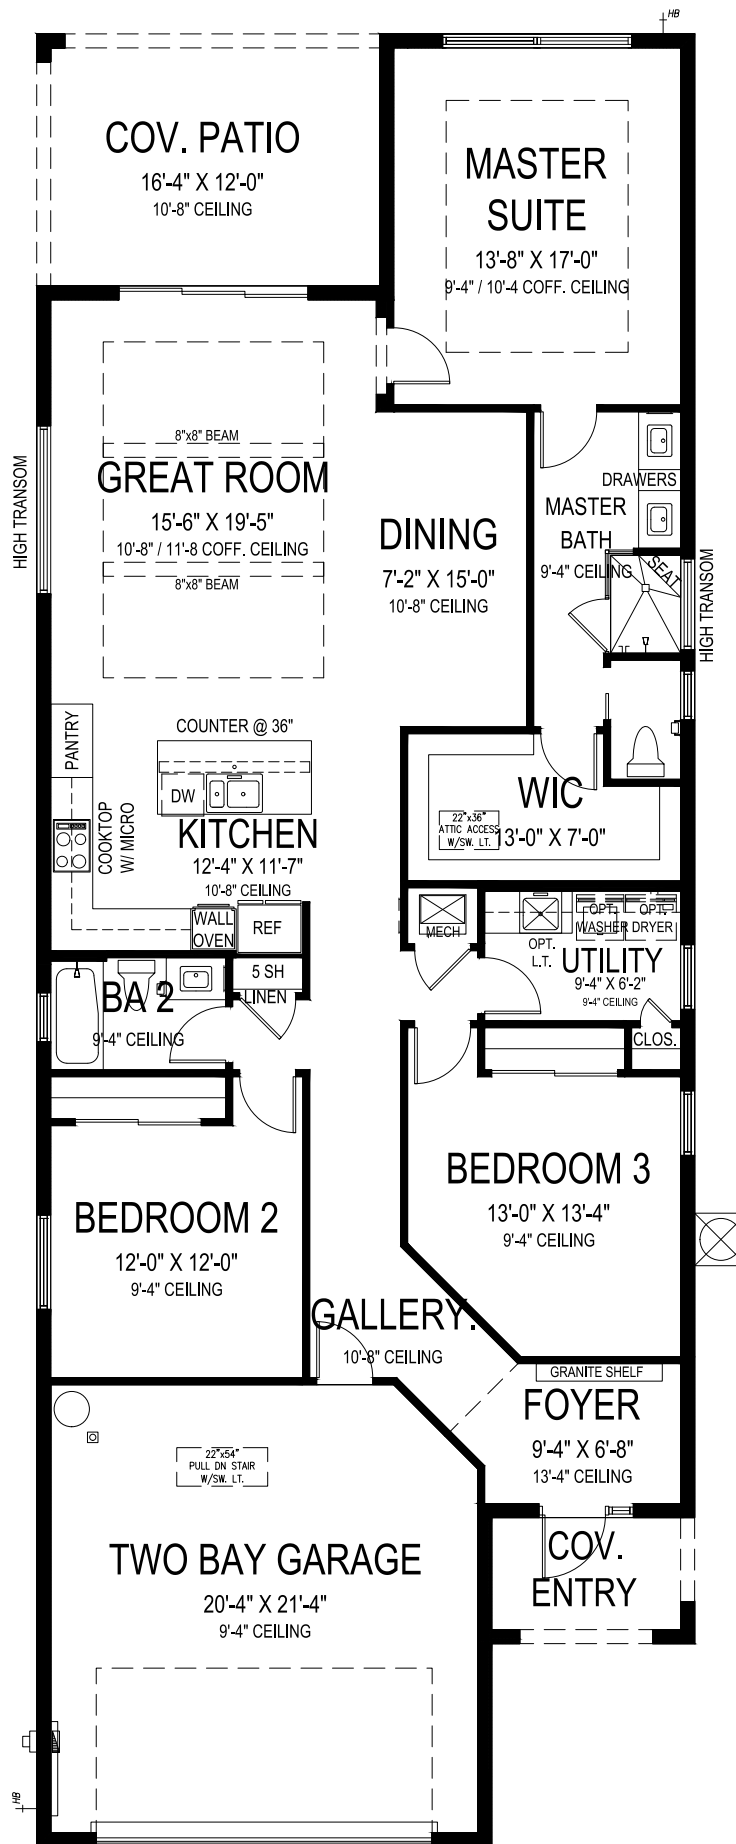 HB
COV. PATIO
16'-4" X 12'-0"
10'-8" CEILING
MASTER
SUITE
13'-8" X 17'-0"
9'-4" / 10'-4 COFF. CEILING
HIGH TRANSOM
8"x8" BEAM
GREAT ROOM
15'-6" X 19'-5"
10'-8" / 11'-8 COFF. CEILING
8"x8" BEAM
DINING
7'-2" X 15'-0"
10'-8" CEILING
DRAWERS
MASTER
BATH
9'-4" CEILING
SEAT
HIGH TRANSOM
PANTRY
COUNTER @ 36"
DW
COOKTOP
W/ MICRO
KITCHEN
12'-4" X 11'-7"
10'-8" CEILING
WALL
OVEN
REF
WIC
13'-0" X 7'-0"
22"x36"
ATTIC ACCESS
W/SW. LT.
MECH
OPT.
WASHER
OPT.
DRYER
OPT.
L.T.
UTILITY
9'-4" X 6'-2"
9'-4" CEILING
CLOS.
5 SH
LINEN
BA 2
9'-4" CEILING
BEDROOM 3
13'-0" X 13'-4"
9'-4" CEILING
BEDROOM 2
12'-0" X 12'-0"
9'-4" CEILING
GALLERY.
10'-8" CEILING
GRANITE SHELF
FOYER
9'-4" X 6'-8"
13'-4" CEILING
22"x54"
PULL DN STAIR
W/SW. LT.
COV.
ENTRY
TWO BAY GARAGE
20'-4" X 21'-4"
9'-4" CEILING
HB